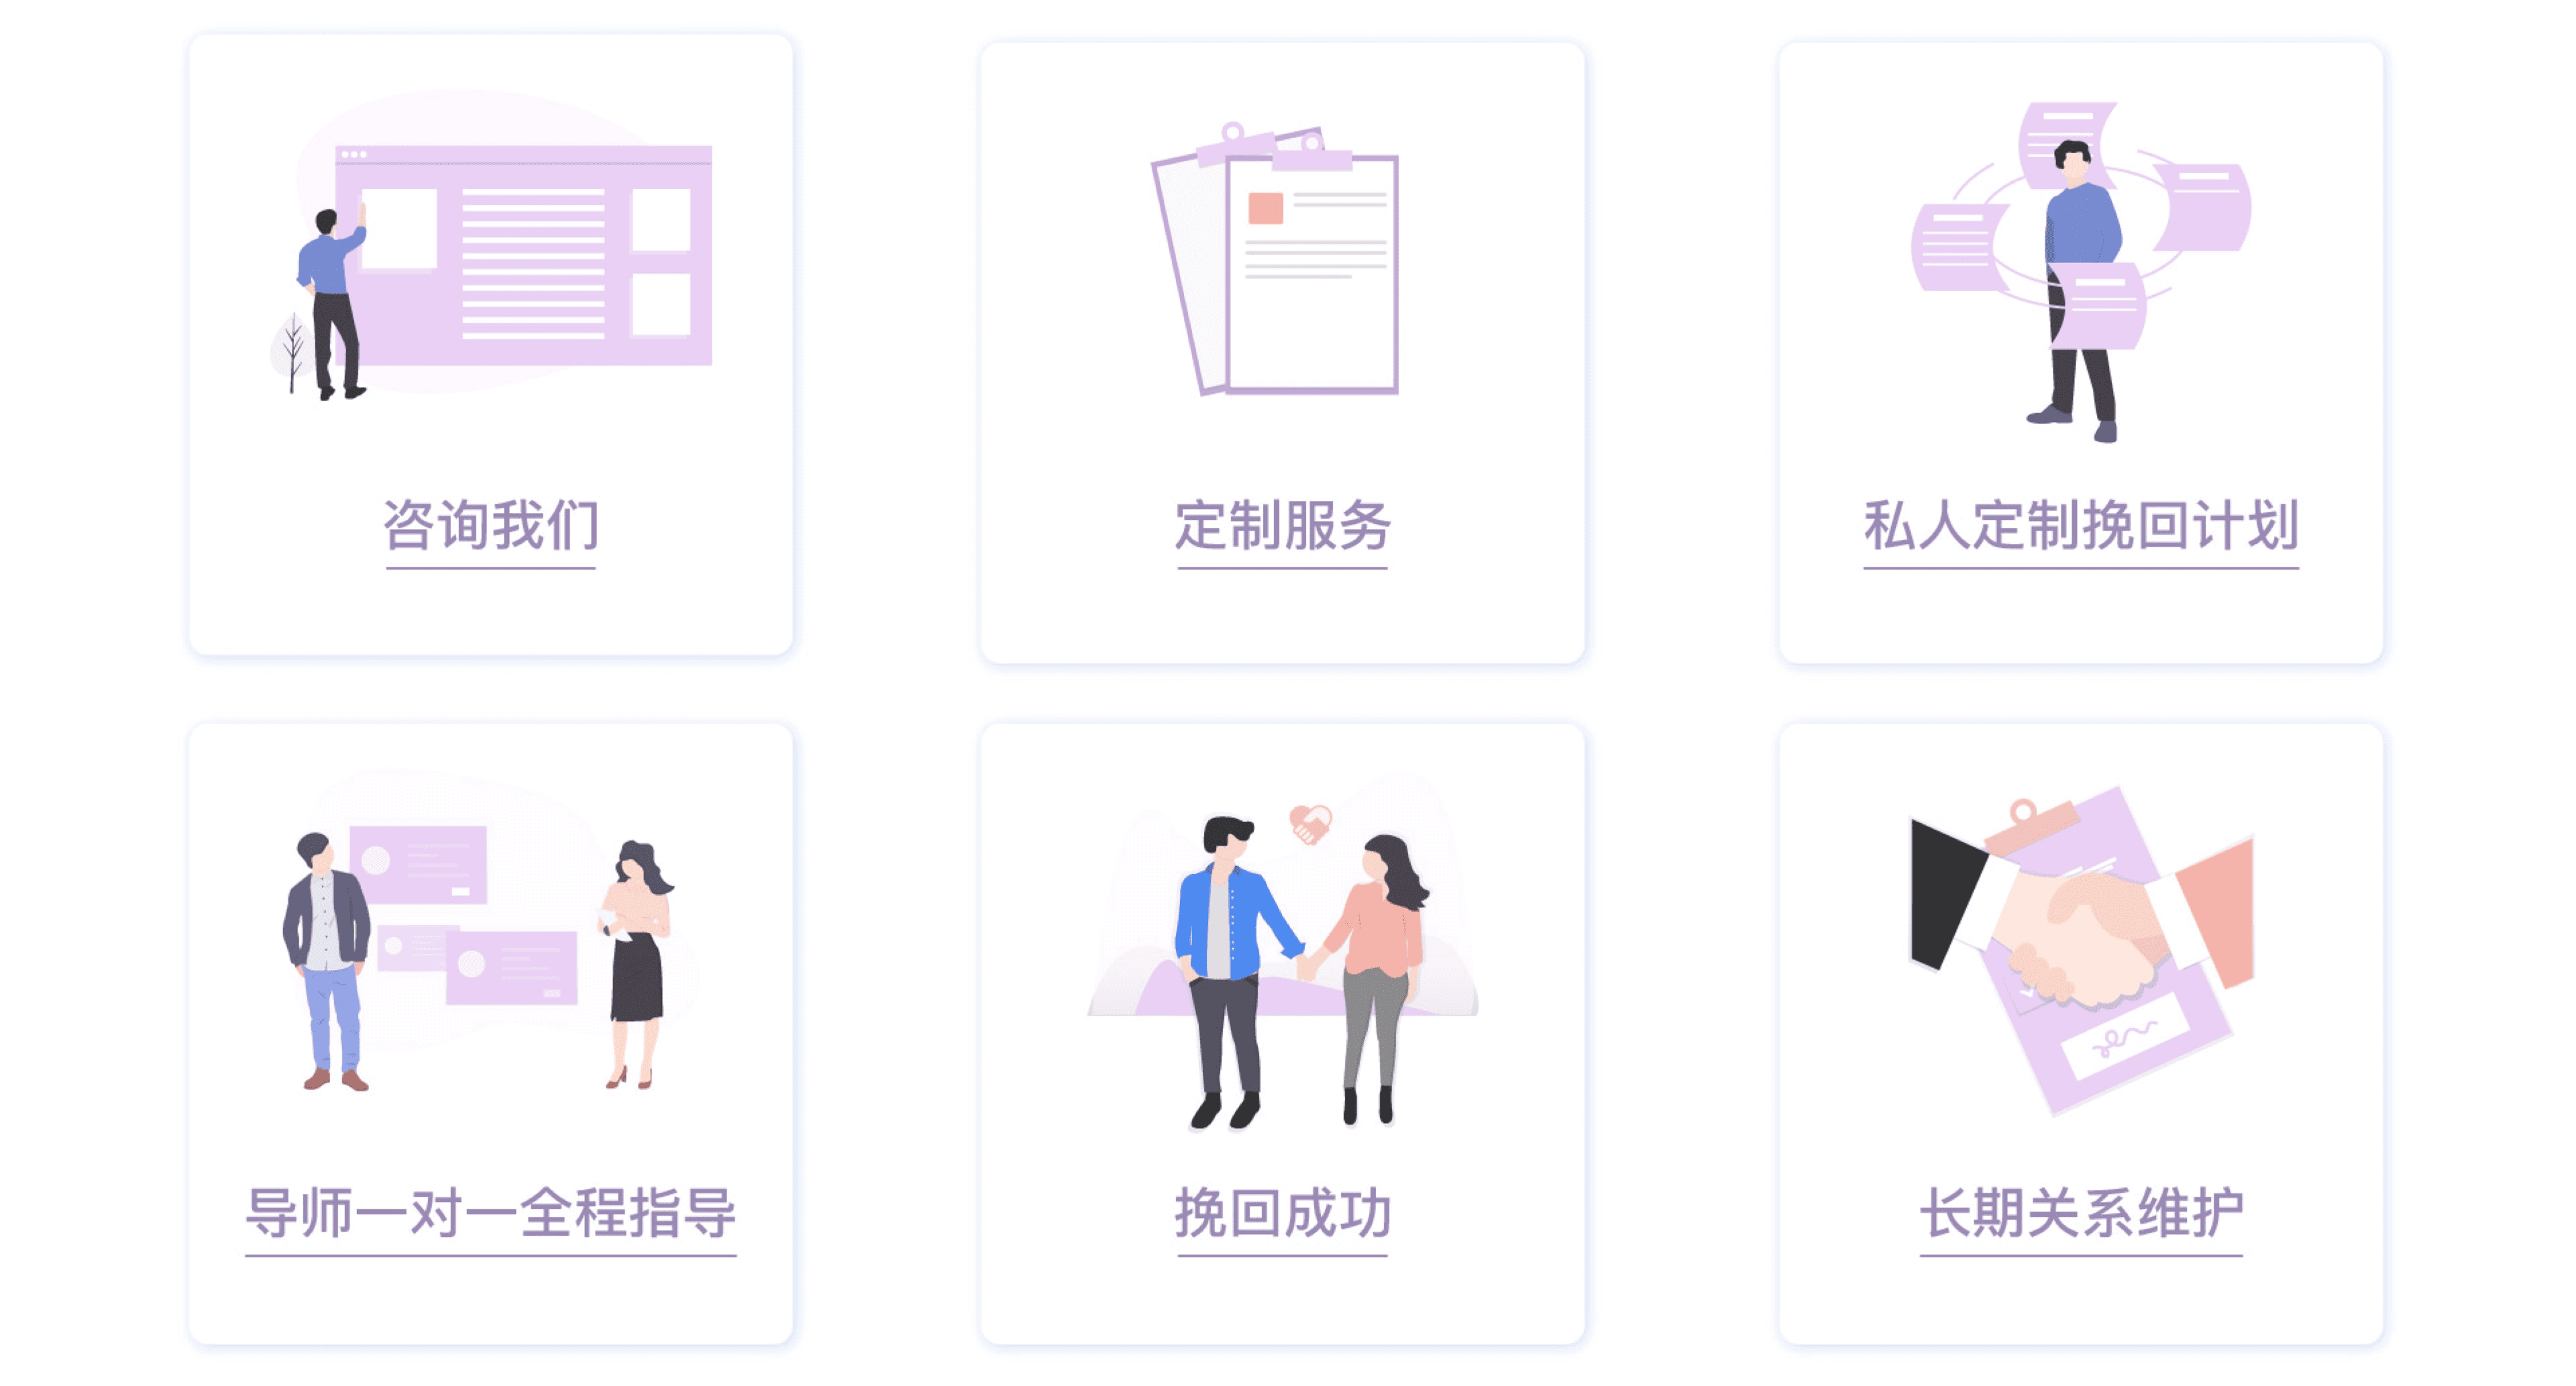 咨询我们
定制服务
私人定制挽回计划
导师一对一全程指导
挽回成功
长期关系维护